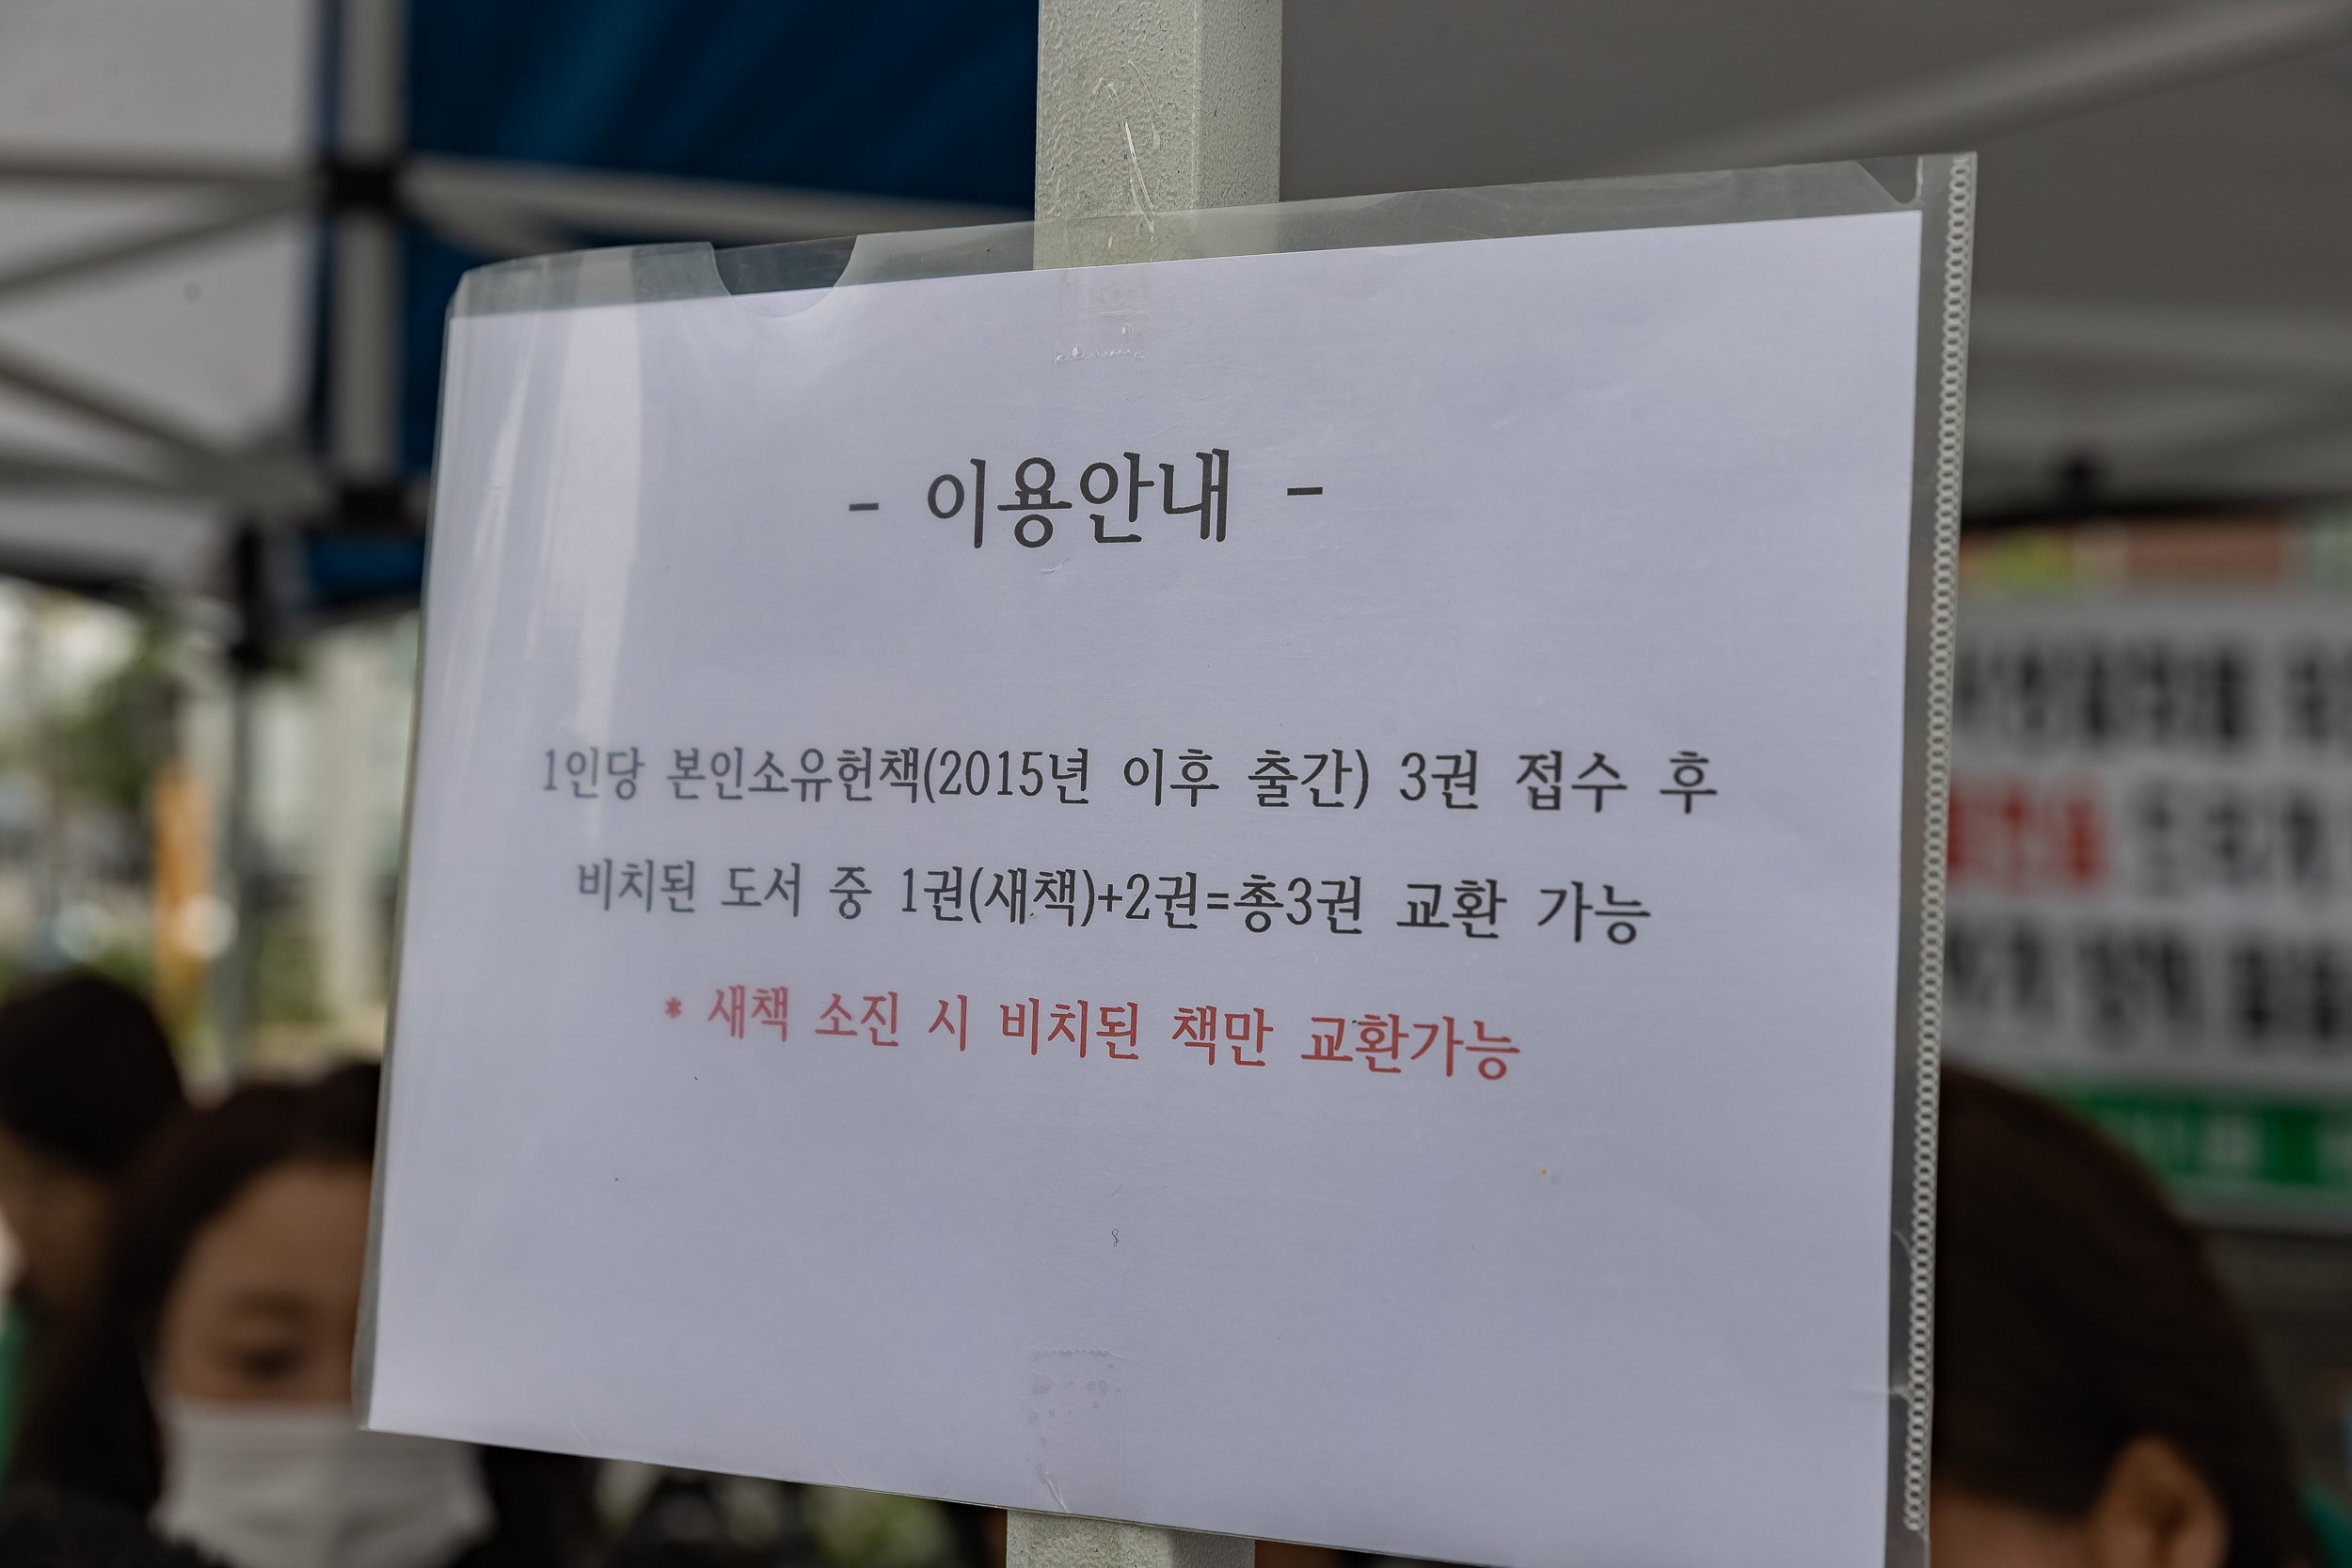 - 이용안내 -
1인당 본인소유헌책(2015년 이후 출간) 3권 접수 후
비치된 도서 중 1권(새책)+2권=총3권 교환 가능
* 새책 소진 시 비치된 책만 교환가능